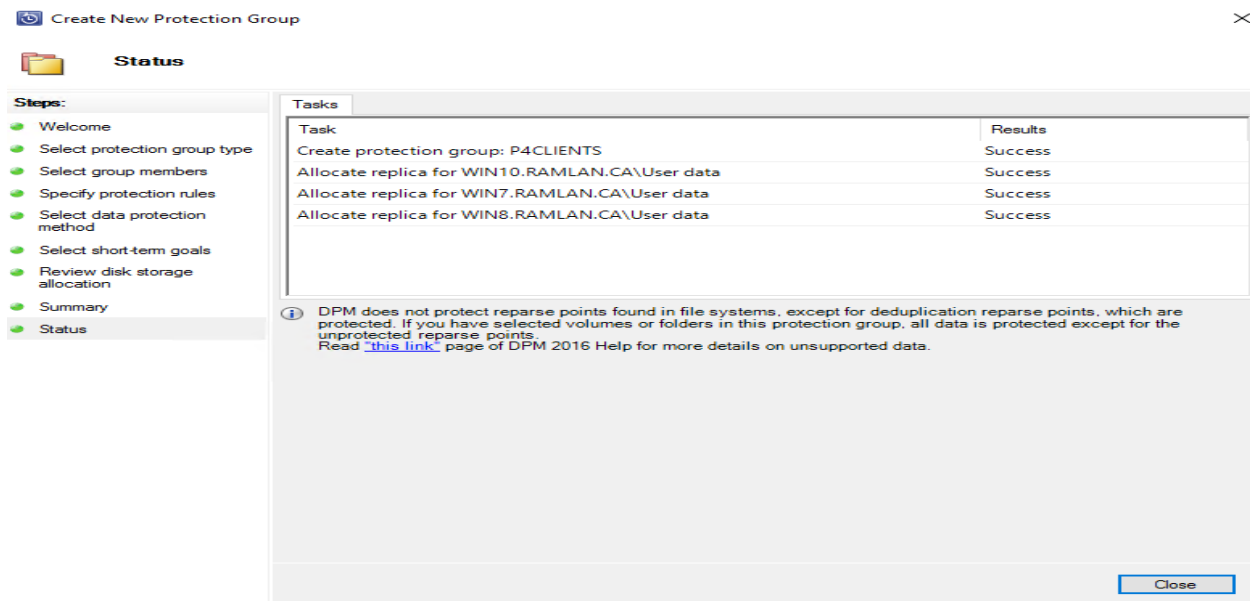 Create New Protection Group
Status
Steps:
Welcome
Select protection group type
Select group members
Specify protection rules
Select data protection
method
Select short-term goals
Review disk storage
allocation
Summary
Status
Tasks
Task Results
Create protection group: P4CLIENTS Success
Allocate replica for WIN10.RAMLAN.CA\User data Success
Allocate replica for WIN7.RAMLAN.CA\User data Success
Allocate replica for WIN8.RAMLAN.CA\User data Success
DPM does not protect reparse points found in file systems, except for deduplication reparse points, which are
protected. If you have selected volumes or folders in this protection group, all data is protected except for the
unprotected reparse points.
Read "this link" page of DPM 2016 Help for more details on unsupported data.
Close